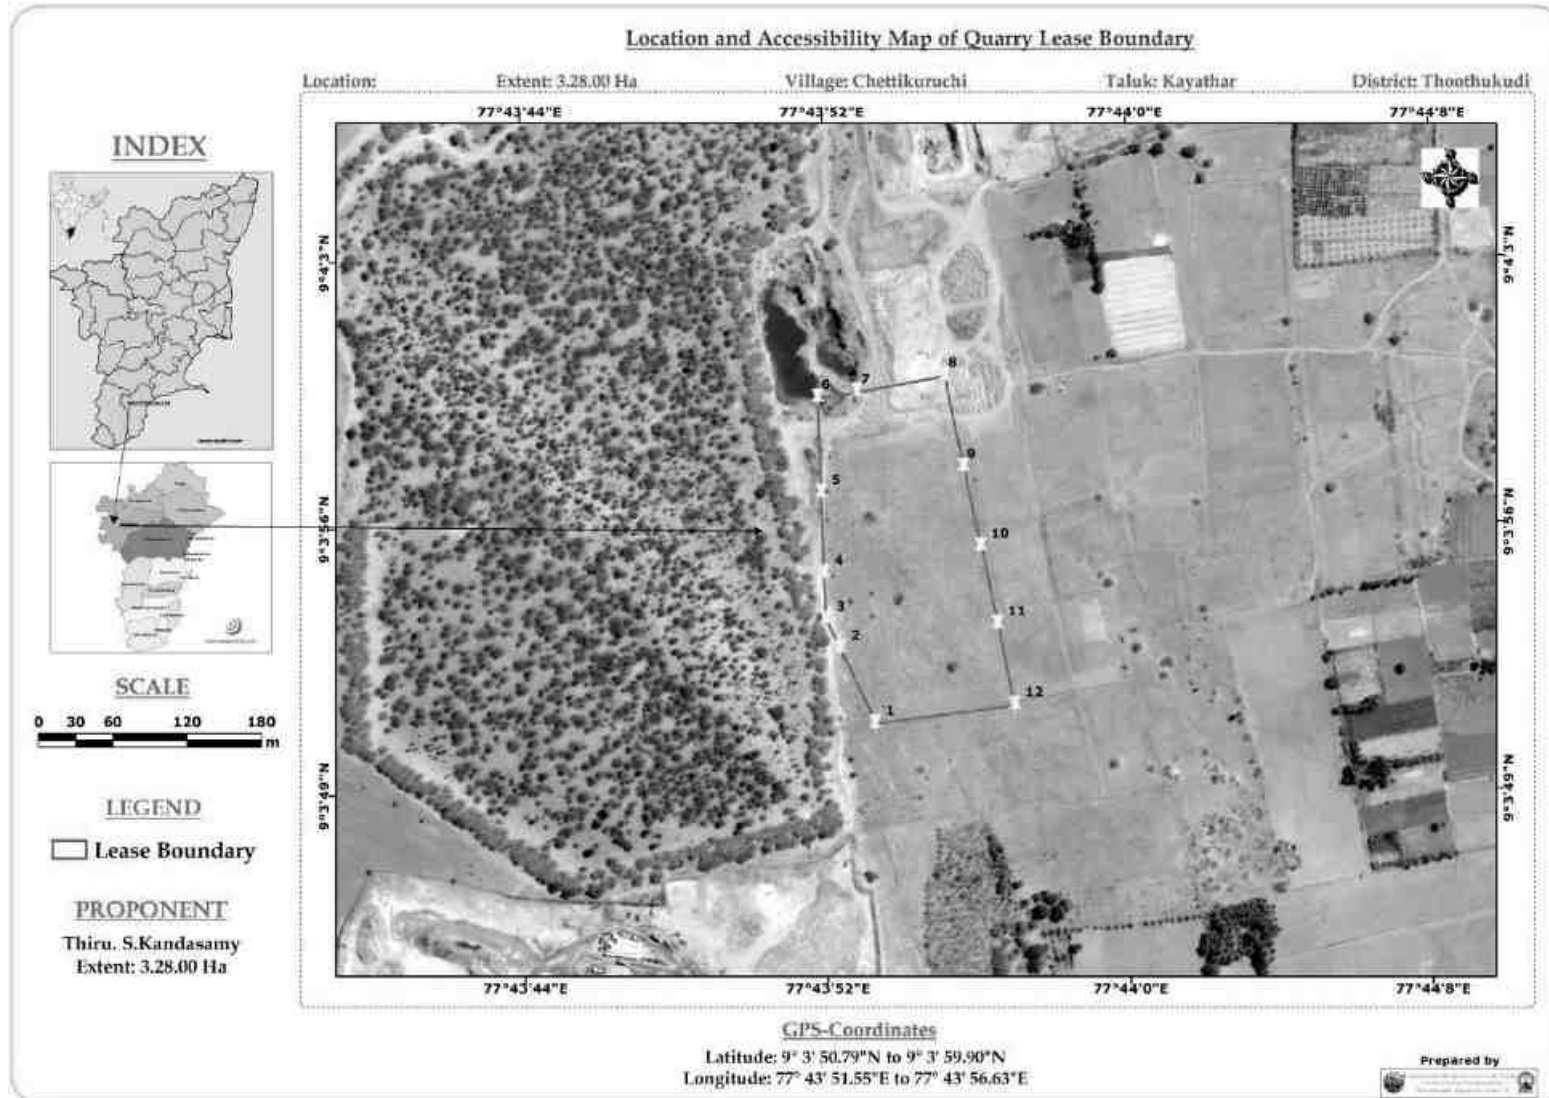 Location and Accessibility Map of Quarry Lease Boundary
Location: Extent: 3.28.00 Ha Village: Chettikuruchi Taluk: Kayathar District: Thoothukudi
77°43'44"E 77°43'52"E 77°44'0"E 77°44'8"E
INDEX
9°4'3"N 9°4'3"N
8
7
6
9
5
9°3'56"N 9°3'56"N
10
4
11
3
2
SCALE
12
1
0 30 60 120 180
m
9°3'49"N 9°3'49"N
LEGEND
Lease Boundary
PROPONENT
Thiru. S.Kandasamy
Extent: 3.28.00 Ha
77°43'44"E 77°43'52"E 77°44'0"E 77°44'8"E
GPS-Coordinates
Latitude: 9° 3' 50.79"N to 9° 3' 59.90"N
Longitude: 77° 43' 51.55"E to 77° 43' 56.63"E
Prepared by